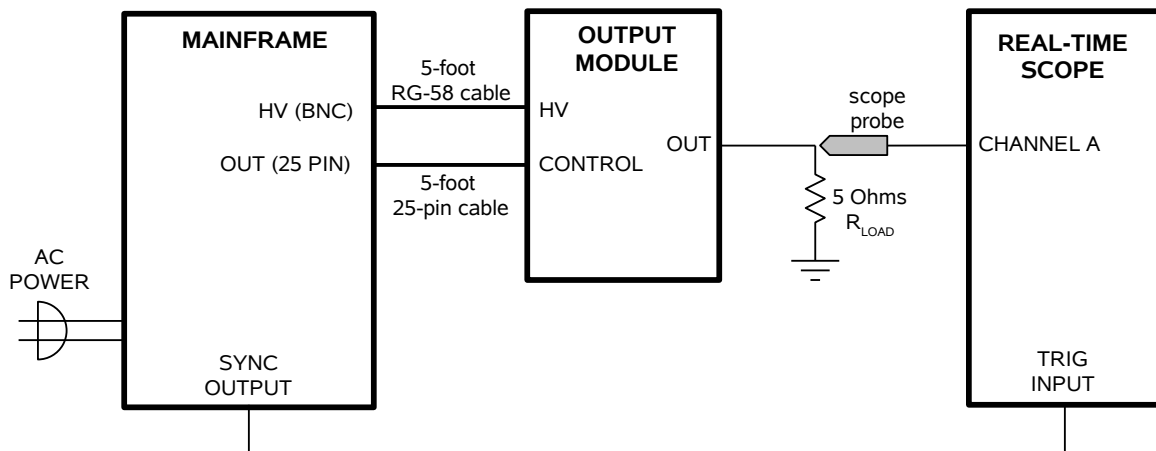 MAINFRAME
HV (BNC)
OUT (25 PIN)
AC
POWER
SYNC
OUTPUT
5-foot
RG-58 cable
5-foot
25-pin cable
OUTPUT
MODULE
HV
CONTROL
OUT
scope
probe
5 Ohms
R_LOAD
REAL-TIME
SCOPE
CHANNEL A
TRIG
INPUT